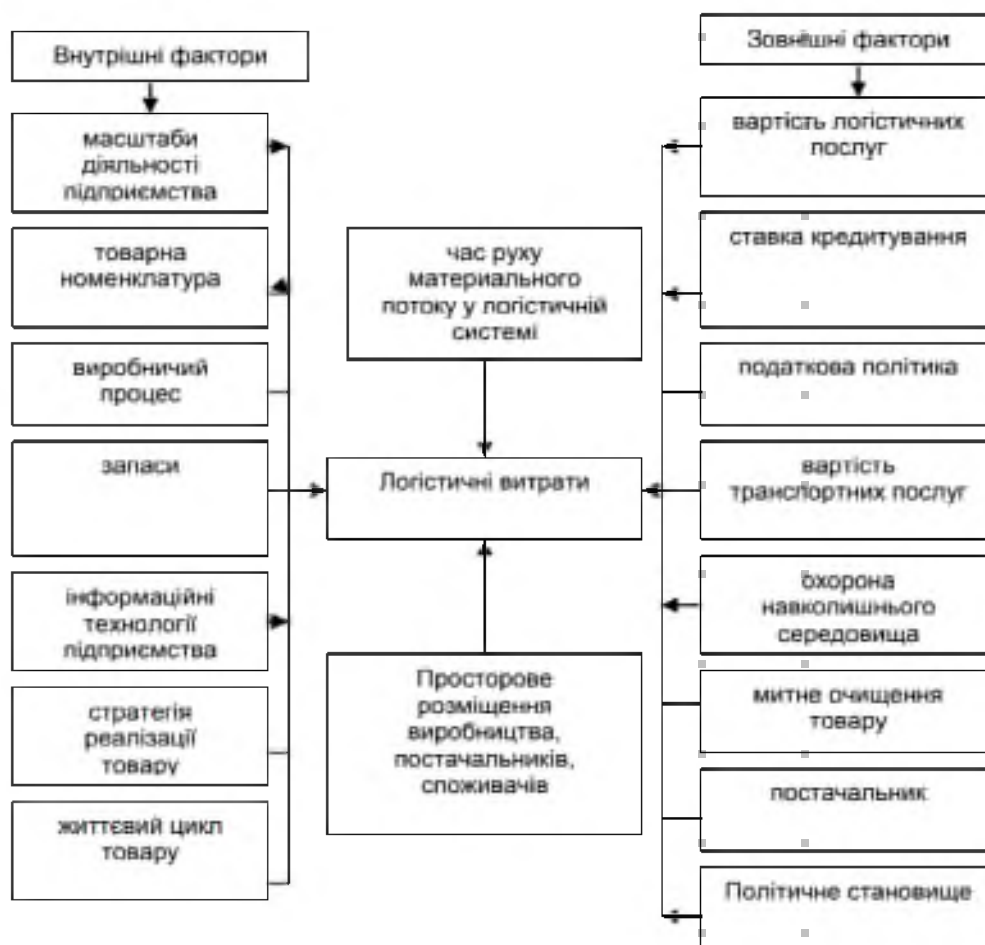 Внутрішні фактори
масштаби
діяльності
підприємства
товарна
номенклатура
виробничий
процес
запаси
інформаційні
технології
підприємства
стратегія
реалізації
товару
життєвий цикл
товару
час руху
материального
потоку у логістичній
системі
Логістичні витрати
Просторове
розміщення
виробництва,
постачальників,
споживачів
Зовнішні фактори
вартість логістичних
послуг
ставка кредитування
податкова політика
вартість
транспортних послуг
охорона
навколишнього
середовища
митне очищення
товару
постачальник
Політичне становище